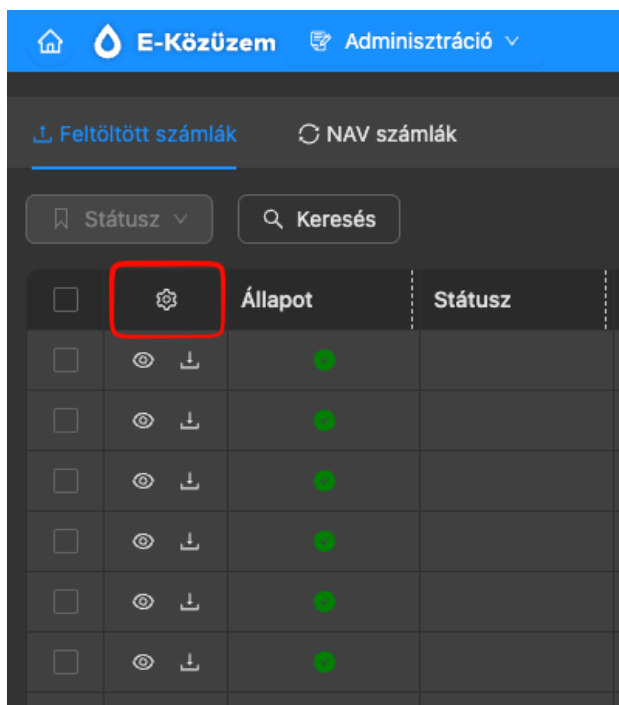 E-Közüzem Adminisztráció
Feltöltött számlák NAV számlák
Státusz Keresés
Állapot Státusz